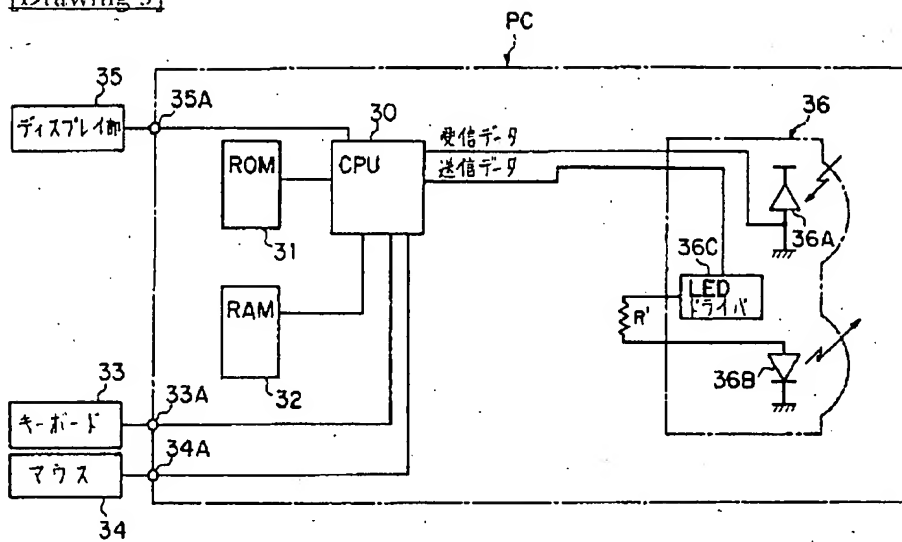 [Drawing 5]
PC
35
ディスプレイ部
35A
30
CPU
ROM
31
RAM
32
受信データ
送信データ
36
36A
36C
LED
ドライバ
R'
36B
33
キーボード
33A
34A
マウス
34